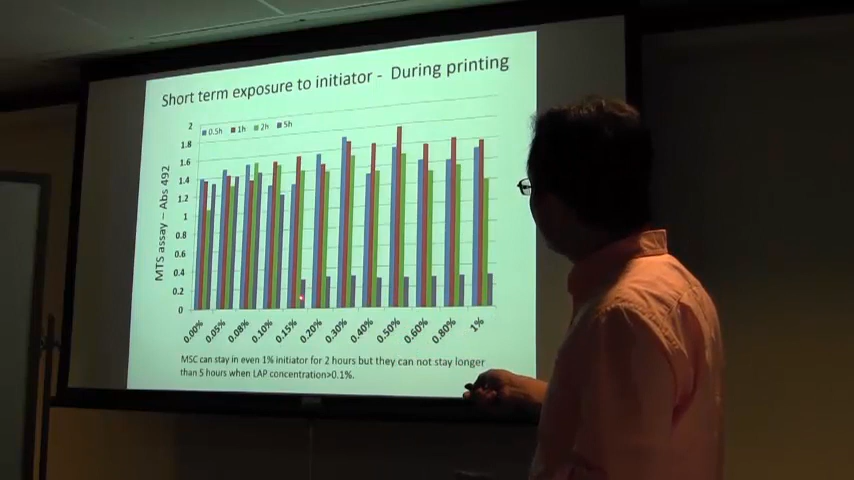 Short term exposure to initiator - During printing
0.5h 1h 2h 5h
MTS assay – Abs 492
2
1.8
1.6
1.4
1.2
1
0.8
0.6
0.4
0.2
0
0.00% 0.05% 0.08% 0.10% 0.15% 0.20% 0.30% 0.40% 0.50% 0.60% 0.80% 1%
MSC can stay in even 1% initiator for 2 hours but they can not stay longer
than 5 hours when LAP concentration>0.1%.